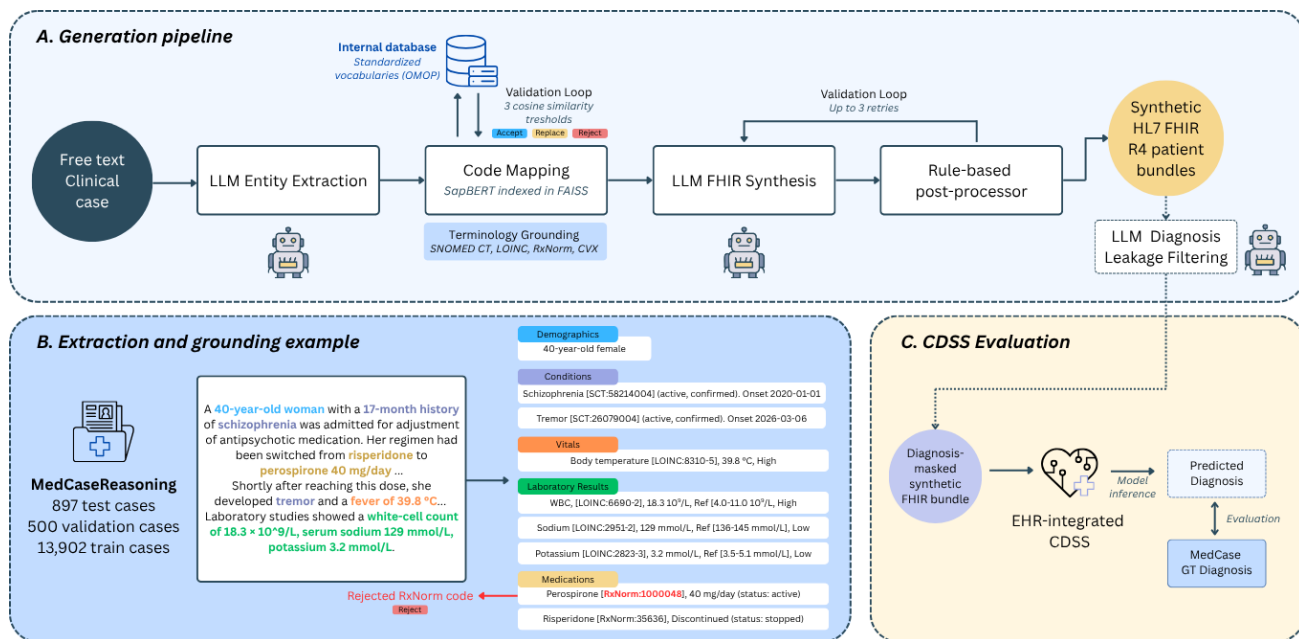 A. Generation pipeline
Internal database
Standardized
vocabularies (OMOP)
Validation Loop
3 cosine similarity
tresholds
Accept
Replace
Reject
Validation Loop
Up to 3 retries
Free text
Clinical
case
LLM Entity Extraction
Code Mapping
SapBERT indexed in FAISS
Terminology Grounding
SNOMED CT, LOINC, RxNorm, CVX
LLM FHIR Synthesis
Rule-based
post-processor
Synthetic
HL7 FHIR
R4 patient
bundles
LLM Diagnosis
Leakage Filtering
B. Extraction and grounding example
MedCaseReasoning
897 test cases
500 validation cases
13,902 train cases
A 40-year-old woman with a 17-month history
of schizophrenia was admitted for adjustment
of antipsychotic medication. Her regimen had
been switched from risperidone to
perospirone 40 mg/day ...
Shortly after reaching this dose, she
developed tremor and a fever of 39.8 °C...
Laboratory studies showed a white-cell count
of 18.3 × 10^9/L, serum sodium 129 mmol/L,
potassium 3.2 mmol/L.
Demographics
40-year-old female
Conditions
Schizophrenia [SCT:58214004] (active, confirmed). Onset 2020-01-01
Tremor [SCT:26079004] (active, confirmed). Onset 2026-03-06
Vitals
Body temperature [LOINC:8310-5], 39.8 °C, High
Laboratory Results
WBC, [LOINC:6690-2], 18.3 10⁹/L, Ref [4.0-11.0 10⁹/L], High
Sodium [LOINC:2951-2], 129 mmol/L, Ref [136-145 mmol/L], Low
Potassium [LOINC:2823-3], 3.2 mmol/L, Ref [3.5-5.1 mmol/L], Low
Medications
Perospirone [RxNorm:1000048], 40 mg/day (status: active)
Risperidone [RxNorm:35636], Discontinued (status: stopped)
Rejected RxNorm code
Reject
C. CDSS Evaluation
Diagnosis-
masked
synthetic
FHIR bundle
EHR-integrated
CDSS
Model
inference
Predicted
Diagnosis
Evaluation
MedCase
GT Diagnosis